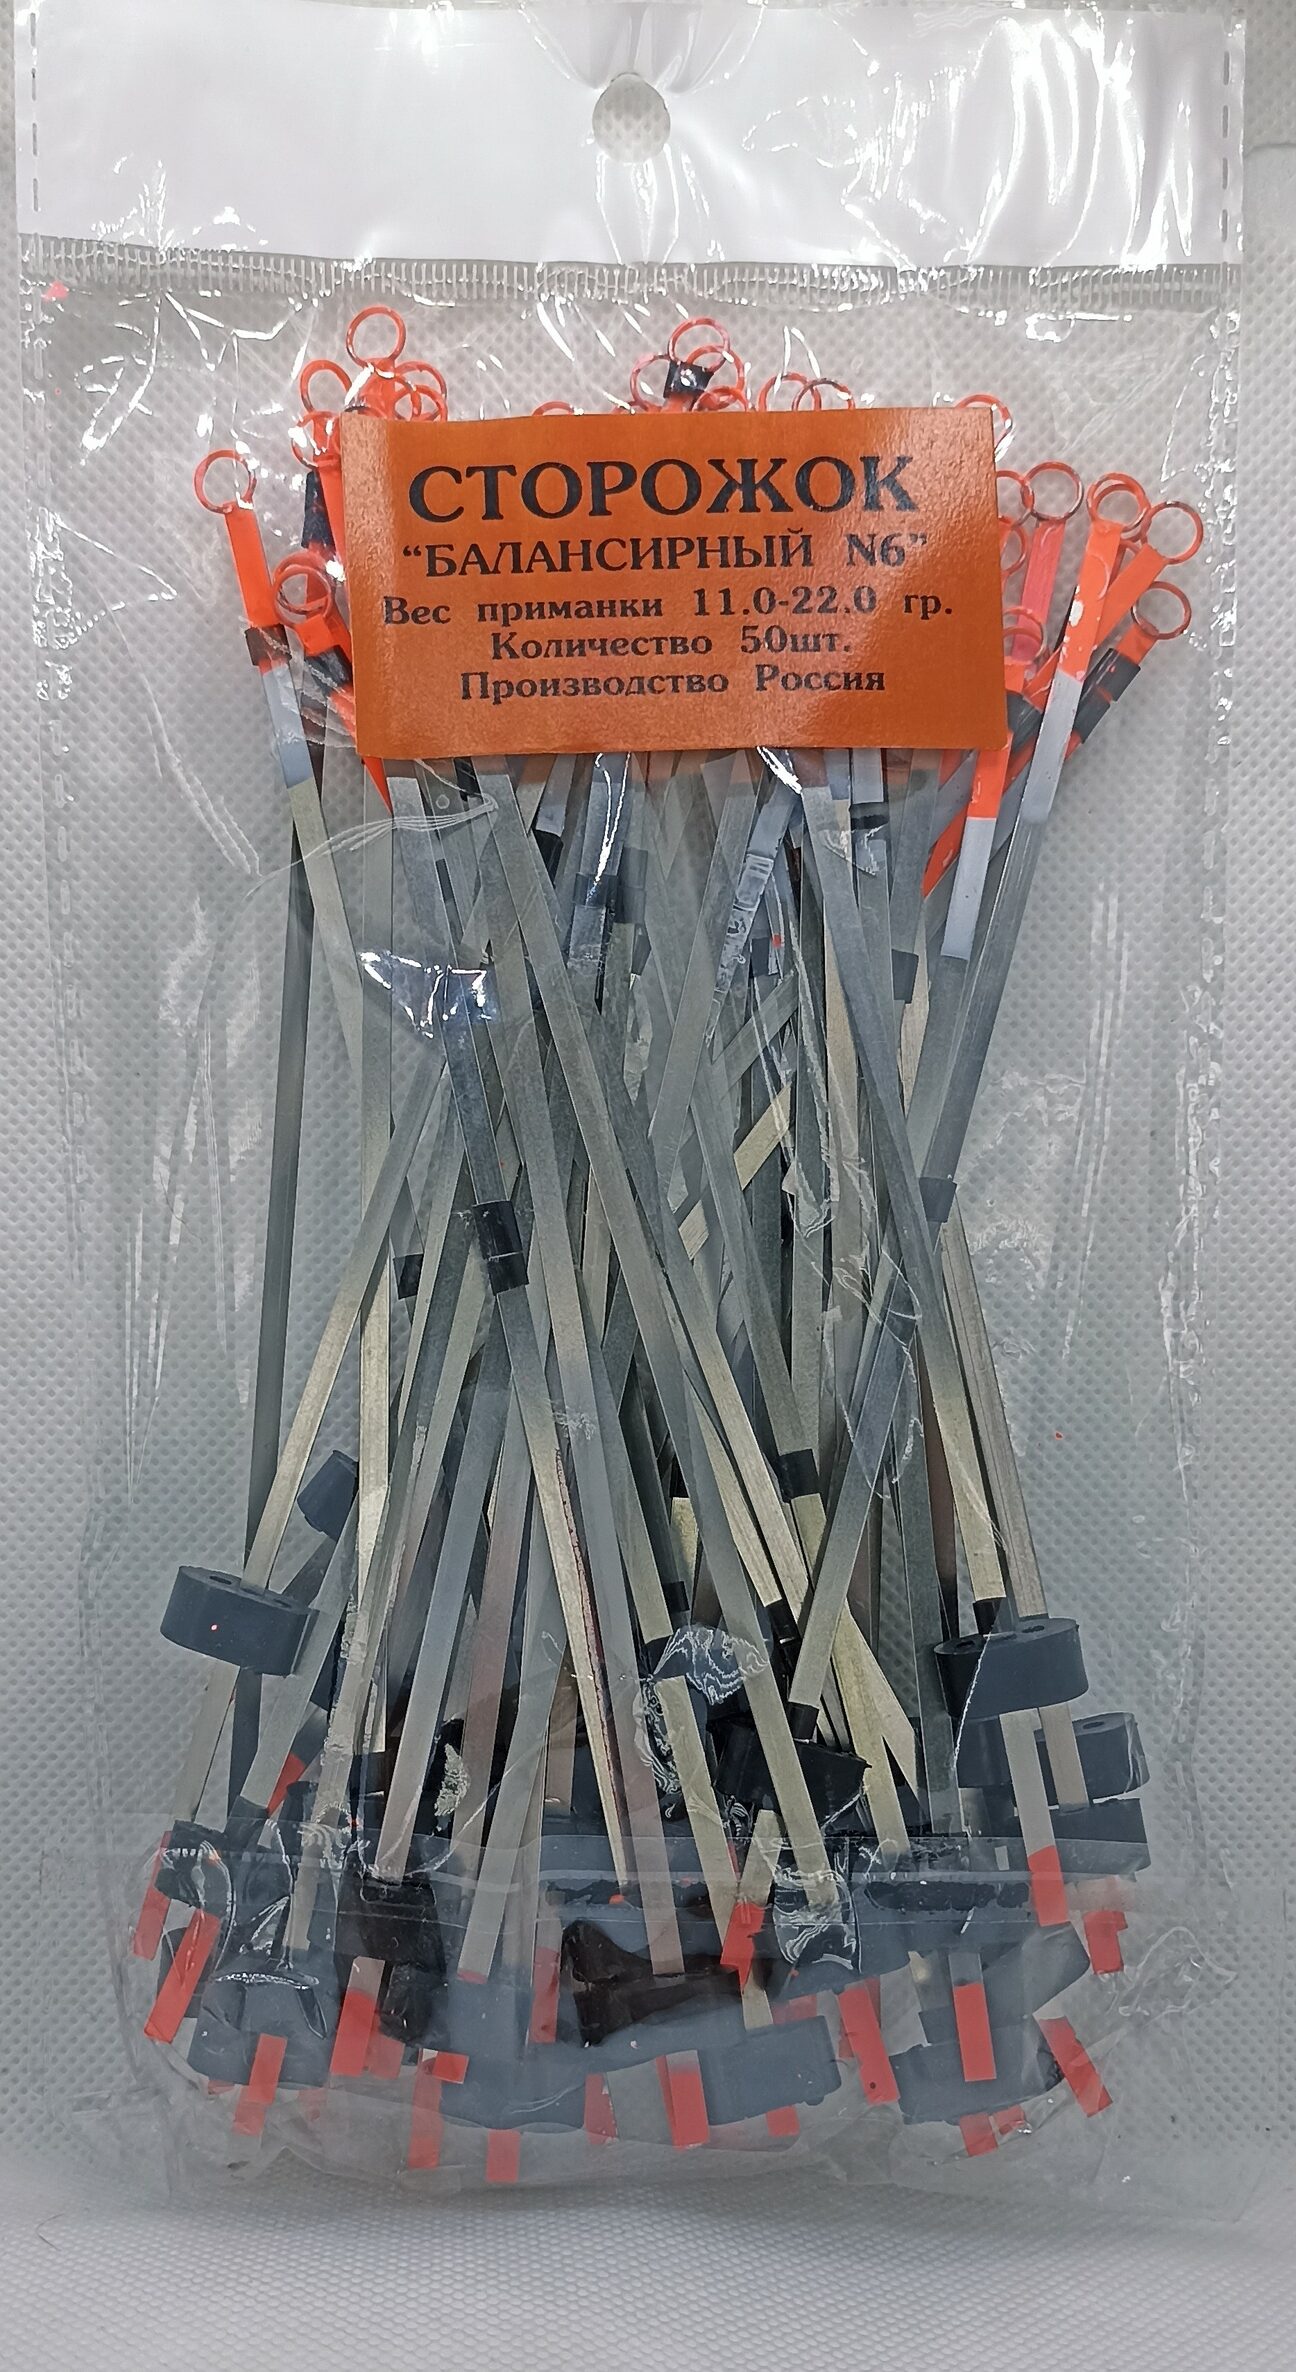 СТОРОЖОК
“БАЛАНСИРНЫЙ N6”
Вес приманки 11.0-22.0 гр.
Количество 50шт.
Производство Россия